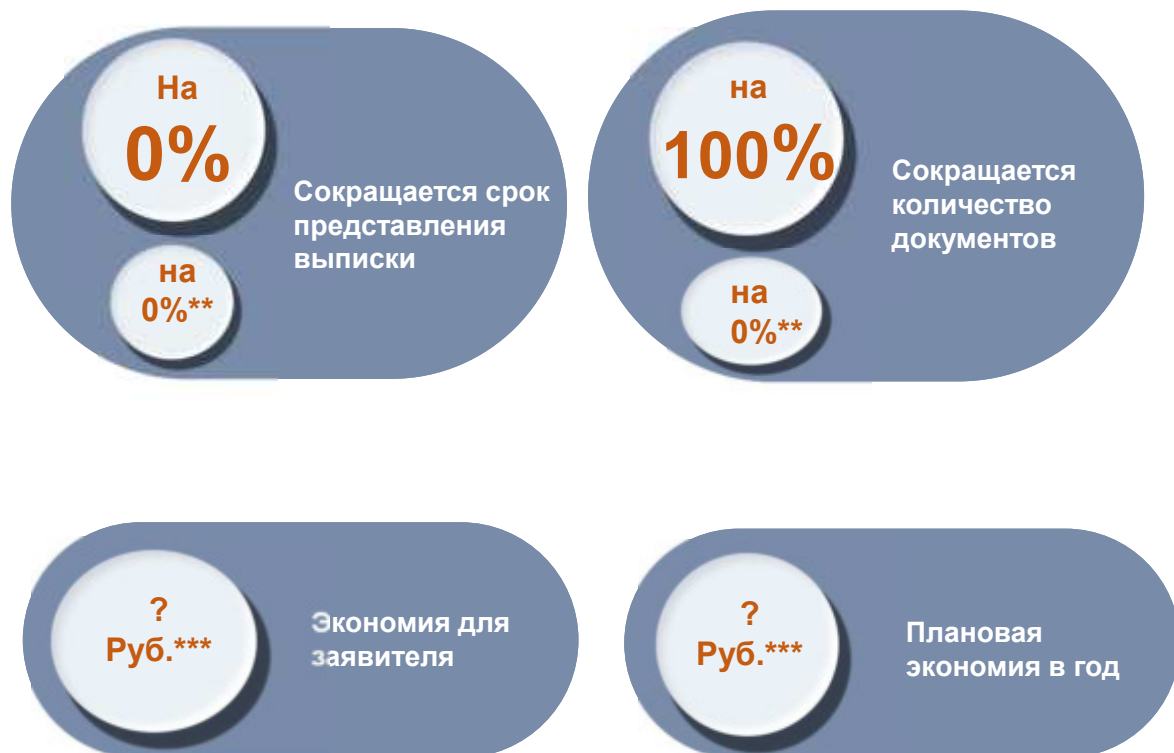 На
0%
Сокращается срок
представления
выписки
на
0%**
на
100%
Сокращается
количество
документов
на
0%**
?
Руб.***
Экономия для
заявителя
?
Руб.***
Плановая
экономия в год